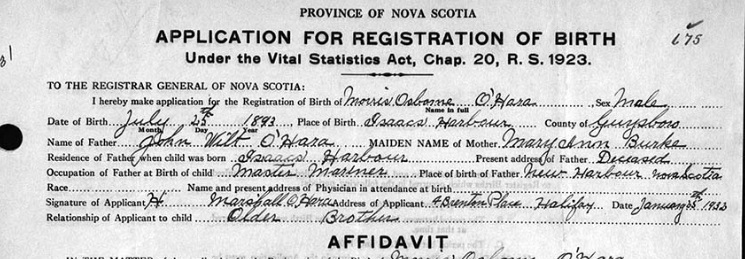 PROVINCE OF NOVA SCOTIA
175
APPLICATION FOR REGISTRATION OF BIRTH
Under the Vital Statistics Act, Chap. 20, R. S. 1923.
TO THE REGISTRAR GENERAL OF NOVA SCOTIA:
I hereby make application for the Registration of Birth of Morris Osborne O'Hara Sex Male
Name in full
Date of Birth July 25th 1893 Place of Birth Isaacs Harbour County of Guysboro
Month Day Year
Name of Father John Wilt O'Hara MAIDEN NAME of Mother Mary Ann Burke
Residence of Father when child was born Isaacs Harbour Present address of Father Deceased
Occupation of Father at Birth of child Master Mariner Place of birth of Father New Harbour Nova Scotia
Race Name and present address of Physician in attendance at birth
Signature of Applicant H. Marshall O'Hara Address of Applicant 4 Brenton Place Halifax Date January 1933
Relationship of Applicant to child Older Brother
AFFIDAVIT